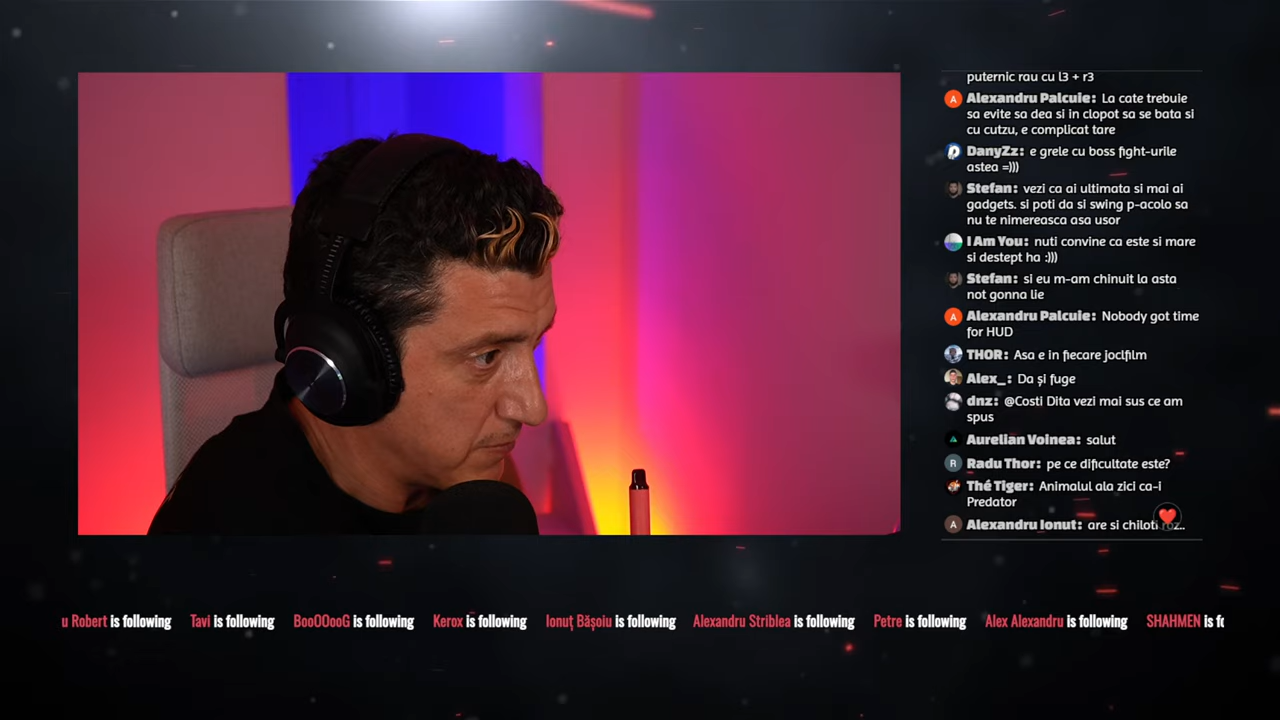 puternic rau cu l3 + r3
A Alexandru Palcuie: La cate trebuie
sa evite sa dea si in clopot sa se bata si
cu cutzu, e complicat tare
DanyZz: e grele cu boss fight-urile
astea =)))
Stefan: vezi ca ai ultimata si mai ai
gadgets. si poti da si swing p-acolo sa
nu te nimereasca asa usor
I Am You: nuti convine ca este si mare
si destept ha :)))
Stefan: si eu m-am chinuit la asta
not gonna lie
A Alexandru Palcuie: Nobody got time
for HUD
THOR: Asa e in fiecare joclfilm
Alex_: Da și fuge
dnz: @Costi Dita vezi mai sus ce am
spus
Aurelian Voinea: salut
R Radu Thor: pe ce dificultate este?
Thé Tiger: Animalul ala zici ca-i
Predator
A Alexandru Ionut: are si chiloti
u Robert is following Tavi is following BooOOooG is following Kerox is following Ionuț Bășoiu is following Alexandru Striblea is following Petre is following Alex Alexandru is following SHAHMEN is fo